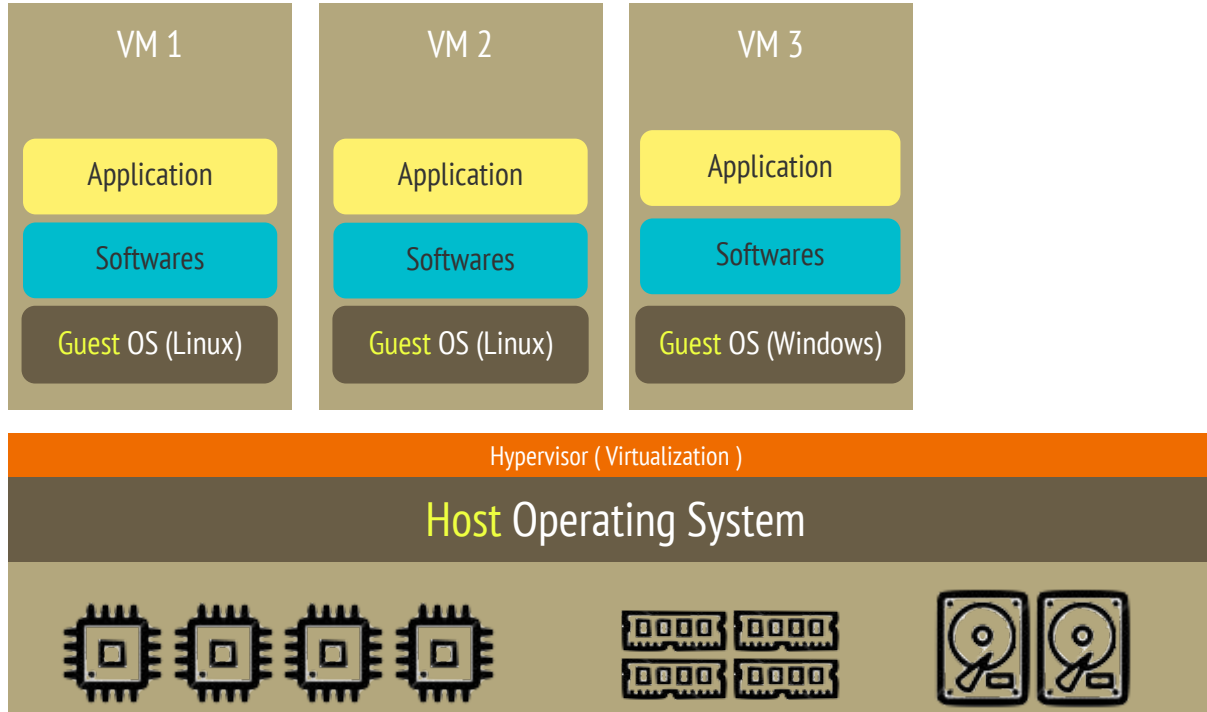 VM 1
Application
Softwares
Guest OS (Linux)
VM 2
Application
Softwares
Guest OS (Linux)
VM 3
Application
Softwares
Guest OS (Windows)
Hypervisor ( Virtualization )
Host Operating System